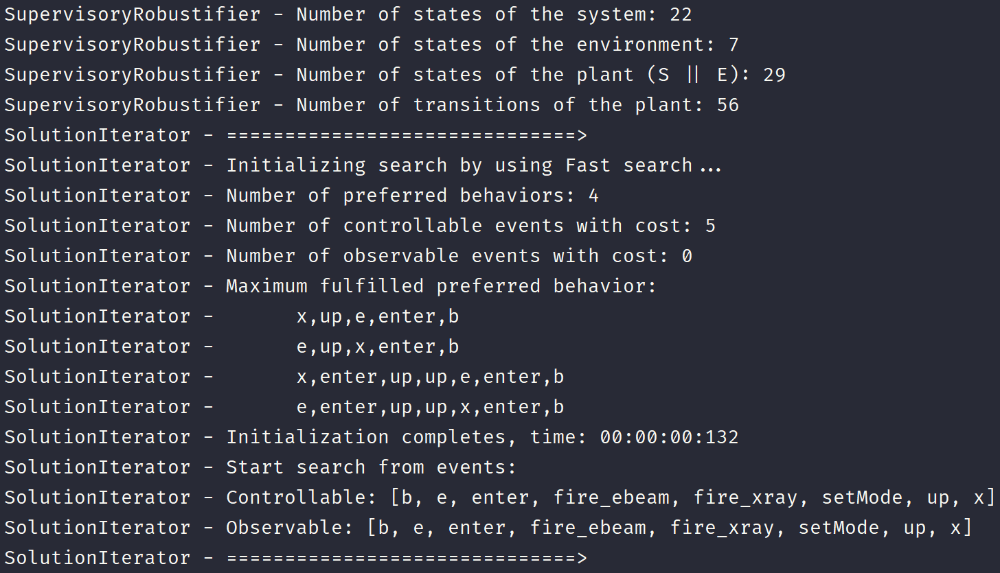 SupervisoryRobustifier - Number of states of the system: 22
SupervisoryRobustifier - Number of states of the environment: 7
SupervisoryRobustifier - Number of states of the plant (S || E): 29
SupervisoryRobustifier - Number of transitions of the plant: 56
SolutionIterator - ==============================>
SolutionIterator - Initializing search by using Fast search...
SolutionIterator - Number of preferred behaviors: 4
SolutionIterator - Number of controllable events with cost: 5
SolutionIterator - Number of observable events with cost: 0
SolutionIterator - Maximum fulfilled preferred behavior:
SolutionIterator -       x,up,e,enter,b
SolutionIterator -       e,up,x,enter,b
SolutionIterator -       x,enter,up,up,e,enter,b
SolutionIterator -       e,enter,up,up,x,enter,b
SolutionIterator - Initialization completes, time: 00:00:00:132
SolutionIterator - Start search from events:
SolutionIterator - Controllable: [b, e, enter, fire_ebeam, fire_xray, setMode, up, x]
SolutionIterator - Observable: [b, e, enter, fire_ebeam, fire_xray, setMode, up, x]
SolutionIterator - ==============================>